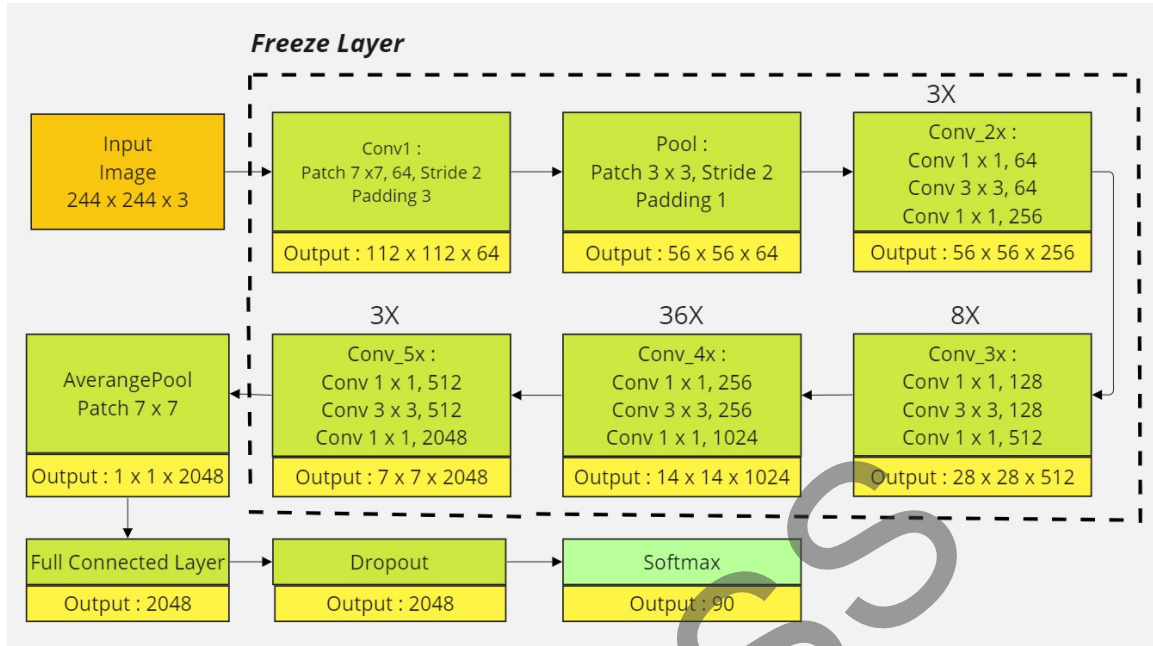 Freeze Layer
Input
Image
244 x 244 x 3
Conv1 :
Patch 7 x7, 64, Stride 2
Padding 3
Output : 112 x 112 x 64
Pool :
Patch 3 x 3, Stride 2
Padding 1
Output : 56 x 56 x 64
3X
Conv_2x :
Conv 1 x 1, 64
Conv 3 x 3, 64
Conv 1 x 1, 256
Output : 56 x 56 x 256
8X
Conv_3x :
Conv 1 x 1, 128
Conv 3 x 3, 128
Conv 1 x 1, 512
Output : 28 x 28 x 512
36X
Conv_4x :
Conv 1 x 1, 256
Conv 3 x 3, 256
Conv 1 x 1, 1024
Output : 14 x 14 x 1024
3X
Conv_5x :
Conv 1 x 1, 512
Conv 3 x 3, 512
Conv 1 x 1, 2048
Output : 7 x 7 x 2048
AverangePool
Patch 7 x 7
Output : 1 x 1 x 2048
Full Connected Layer
Output : 2048
Dropout
Output : 2048
Softmax
Output : 90